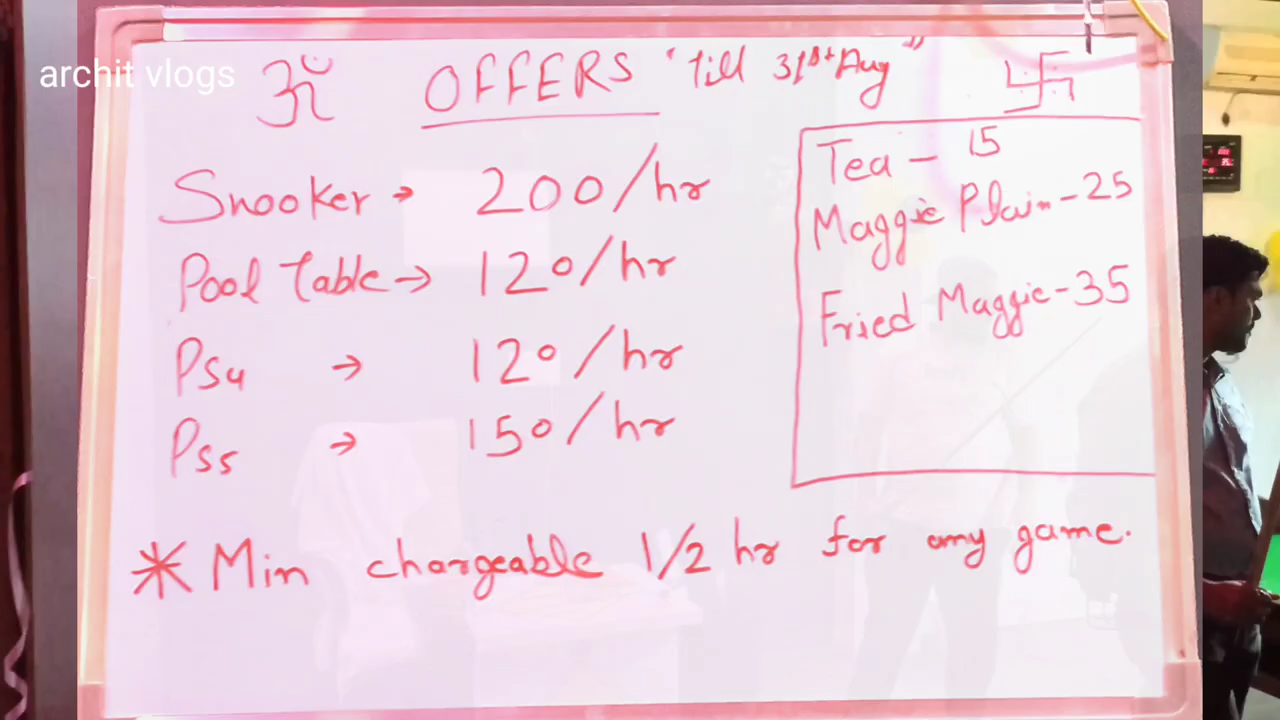 archit vlogs
ॐ OFFERS "till 31st Aug"
Snooker → 200/hr
Pool Table → 120/hr
PS4 → 120/hr
PS5 → 150/hr
Tea – 15
Maggie Plain - 25
Fried Maggie - 35
* Min chargeable 1/2 hr for any game.